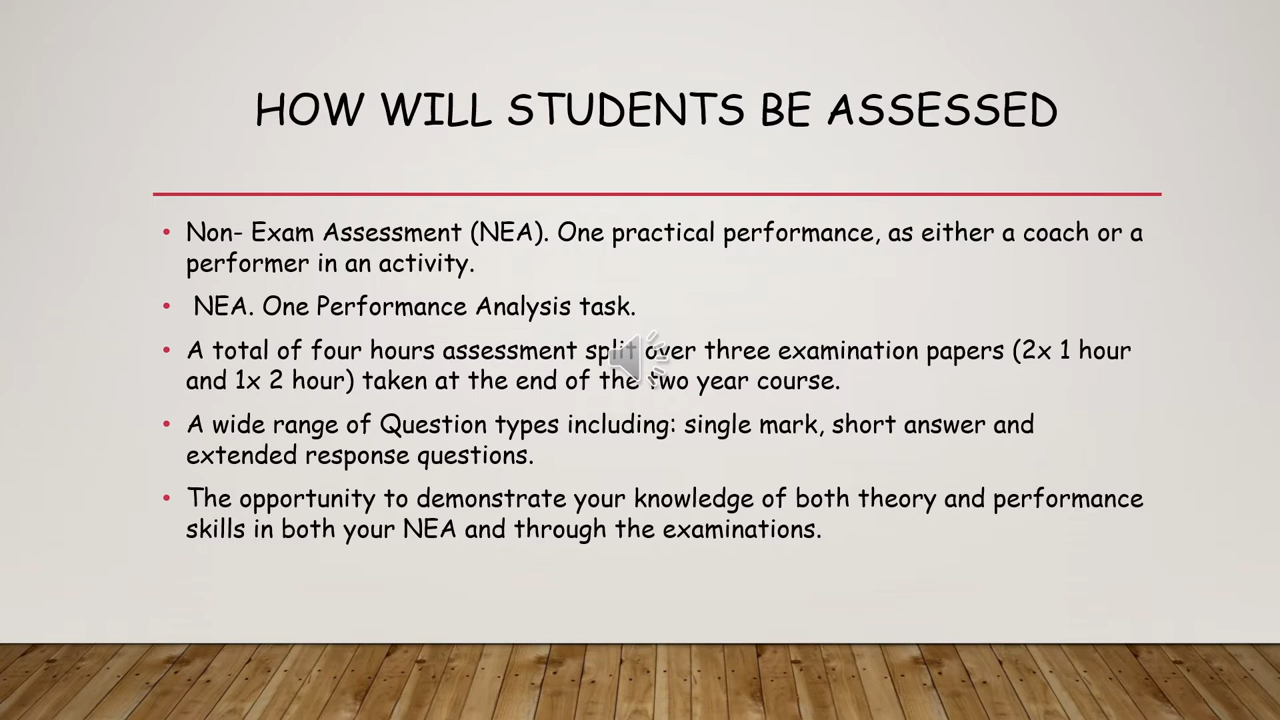 HOW WILL STUDENTS BE ASSESSED
• Non- Exam Assessment (NEA). One practical performance, as either a coach or a
performer in an activity.
• NEA. One Performance Analysis task.
• A total of four hours assessment split over three examination papers (2x 1 hour
and 1x 2 hour) taken at the end of the two year course.
• A wide range of Question types including: single mark, short answer and
extended response questions.
• The opportunity to demonstrate your knowledge of both theory and performance
skills in both your NEA and through the examinations.